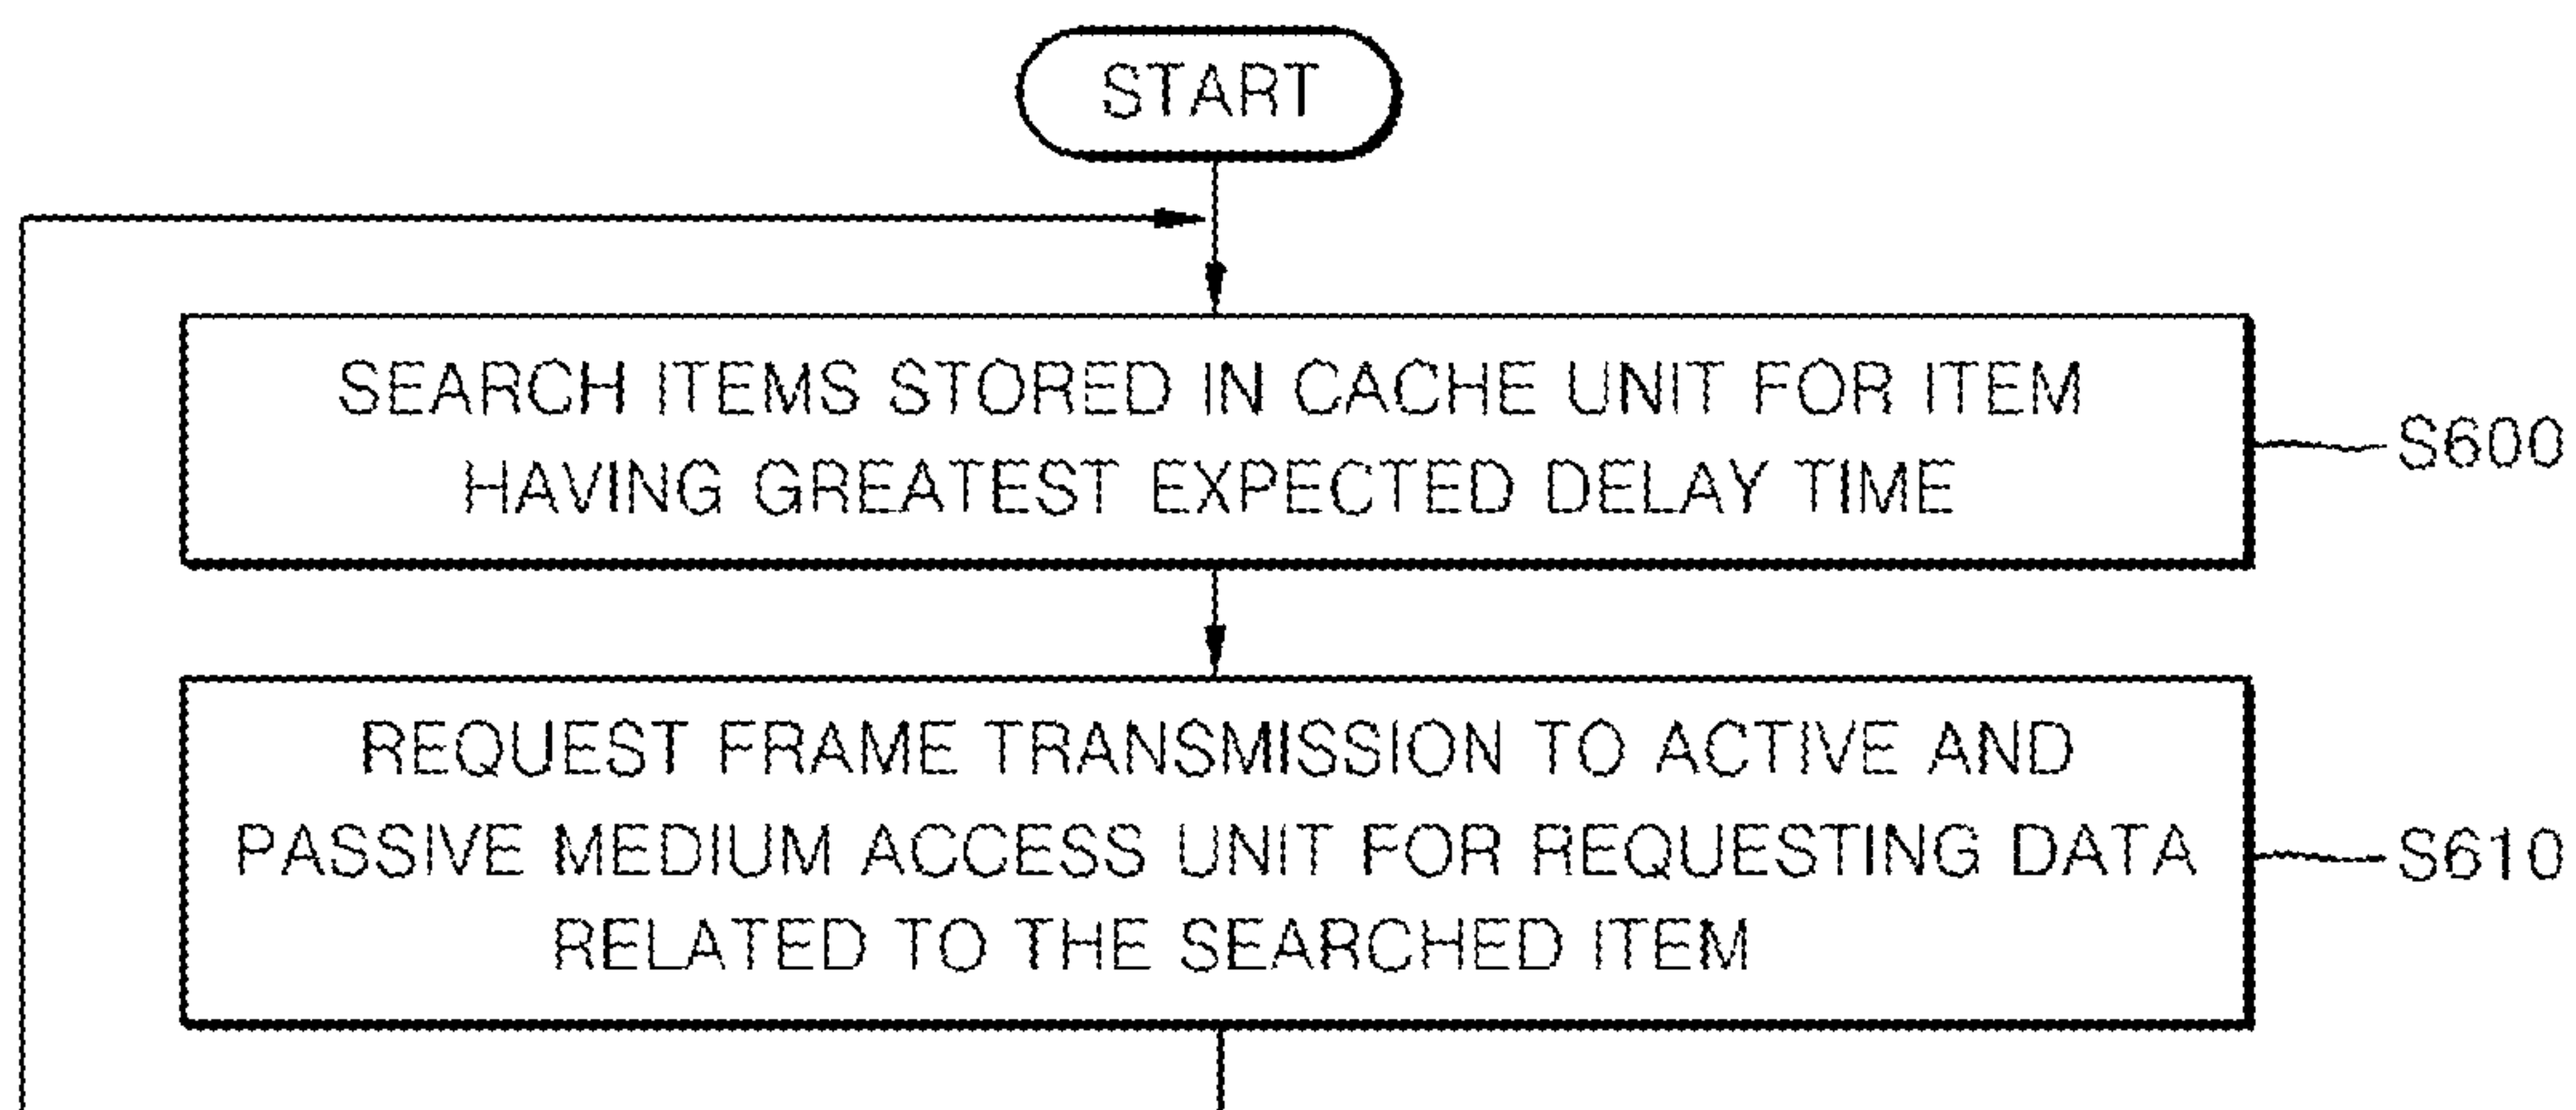 START
SEARCH ITEMS STORED IN CACHE UNIT FOR ITEM
HAVING GREATEST EXPECTED DELAY TIME
S600
REQUEST FRAME TRANSMISSION TO ACTIVE AND
PASSIVE MEDIUM ACCESS UNIT FOR REQUESTING DATA
RELATED TO THE SEARCHED ITEM
S610